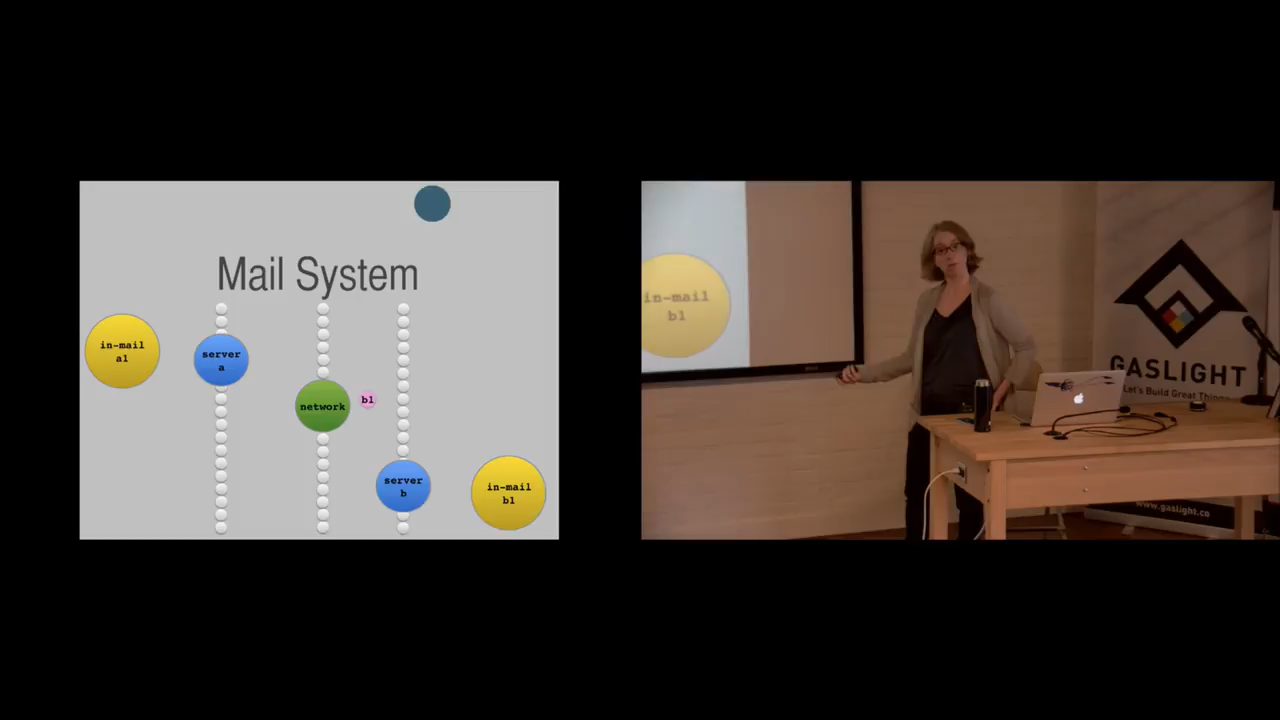 Mail System
in-mail
a1
server
a
network
b1
server
b
in-mail
b1
in-mail
b1
GASLIGHT
Let's Build Great Things
www.gaslight.co